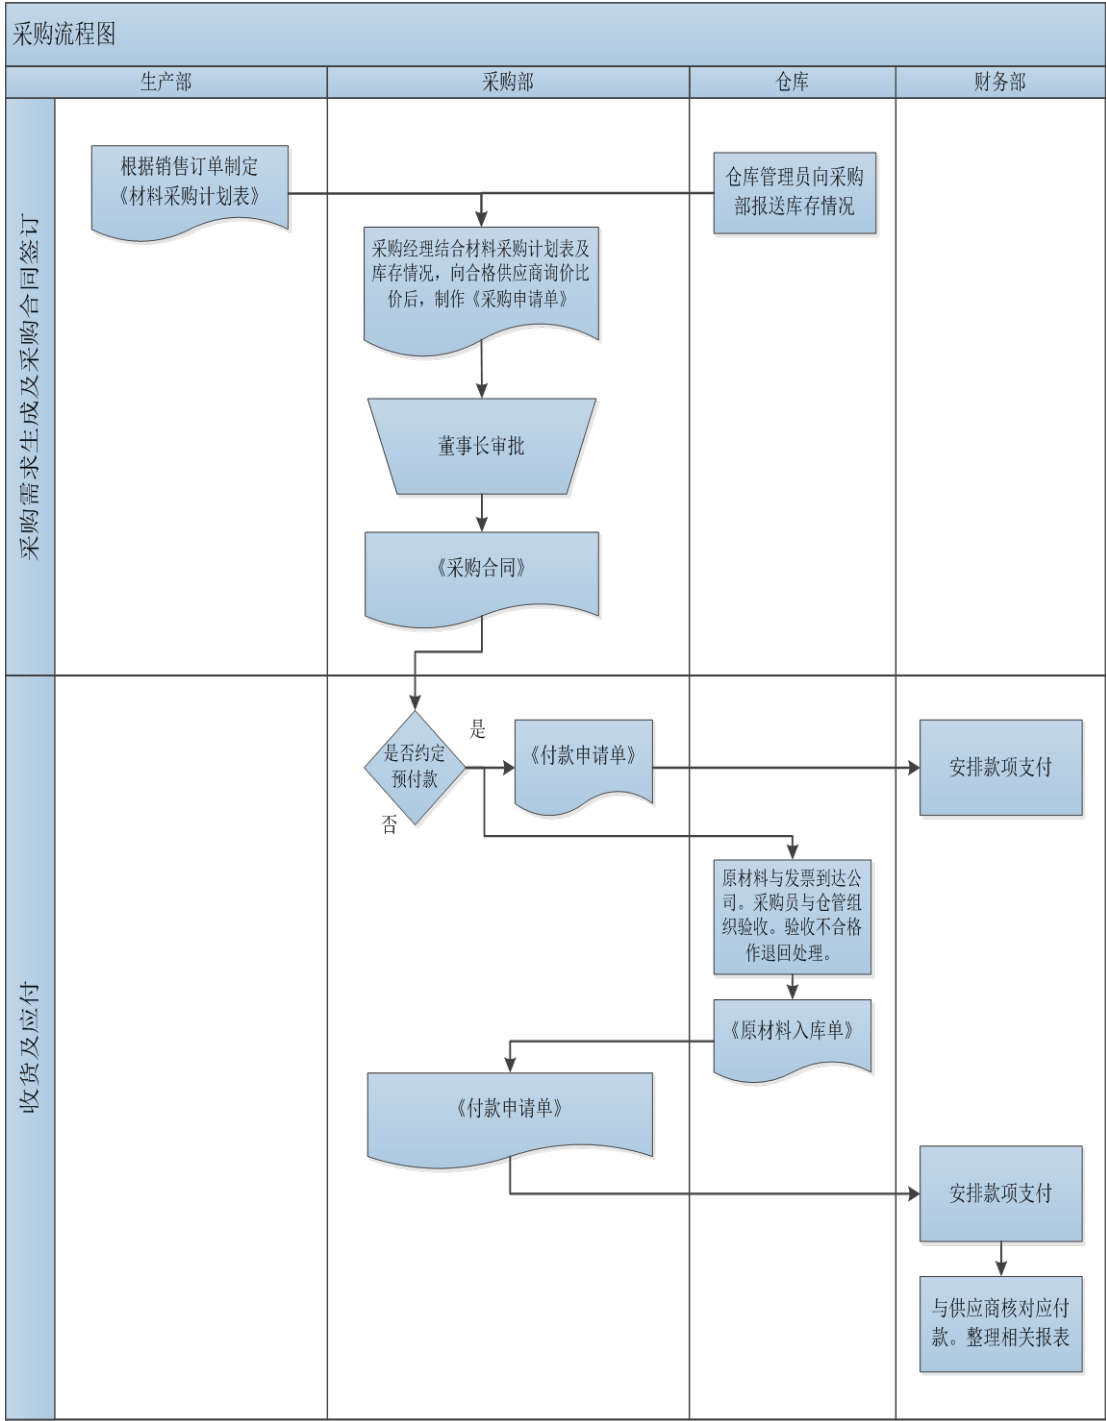 采购流程图
生产部
采购部
仓库
财务部
采购需求生成及采购合同签订
根据销售订单制定
《材料采购计划表》
仓库管理员向采购
部报送库存情况
采购经理结合材料采购计划表及
库存情况，向合格供应商询价比
价后，制作《采购申请单》
董事长审批
《采购合同》
收货及应付
是否约定
预付款
是
否
《付款申请单》
安排款项支付
原材料与发票到达公
司。采购员与仓管组
织验收。验收不合格
作退回处理。
《原材料入库单》
《付款申请单》
安排款项支付
与供应商核对应付
款。整理相关报表